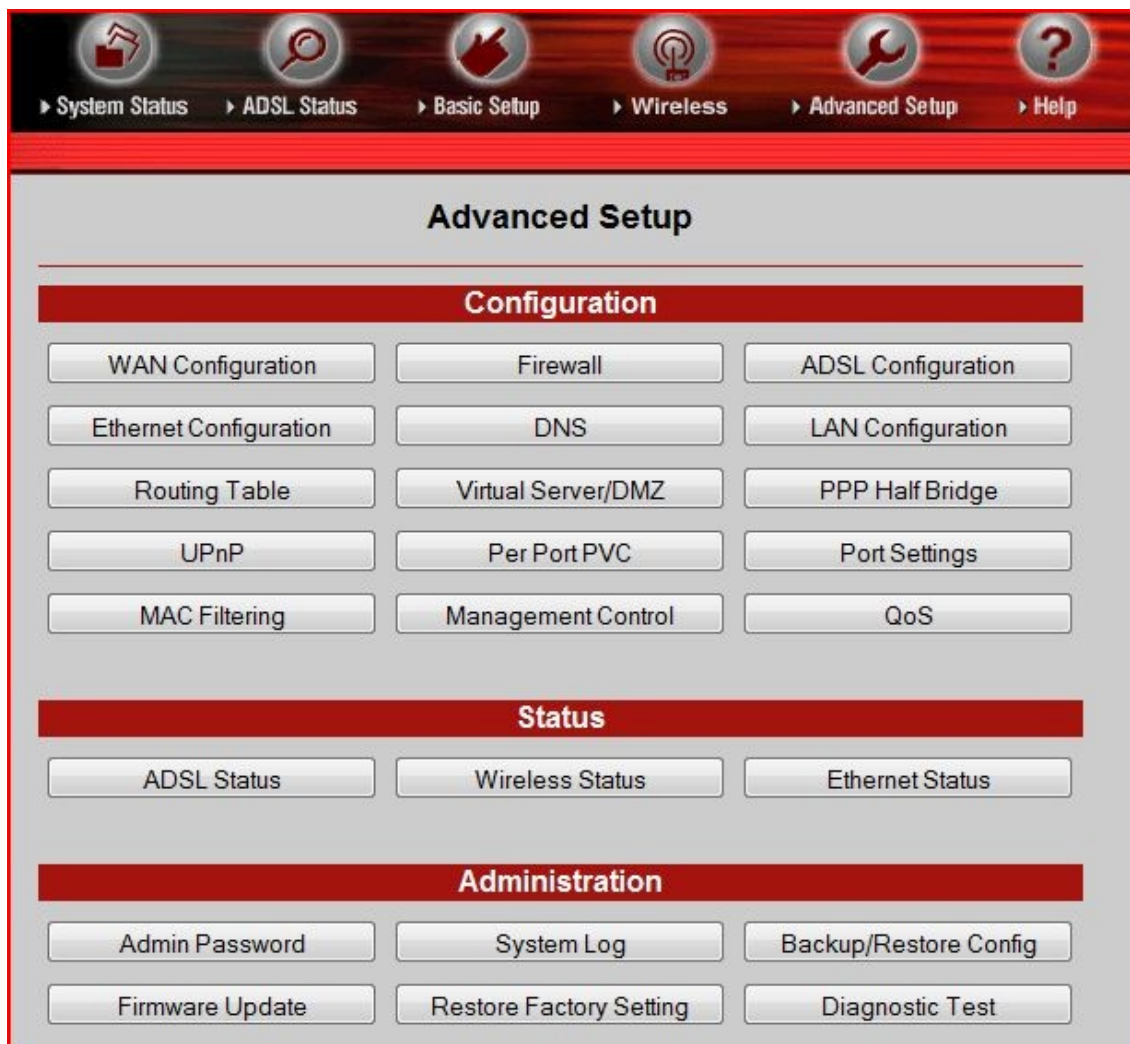 System Status ADSL Status Basic Setup Wireless Advanced Setup Help
Advanced Setup
Configuration
WAN Configuration Firewall ADSL Configuration
Ethernet Configuration DNS LAN Configuration
Routing Table Virtual Server/DMZ PPP Half Bridge
UPnP Per Port PVC Port Settings
MAC Filtering Management Control QoS
Status
ADSL Status Wireless Status Ethernet Status
Administration
Admin Password System Log Backup/Restore Config
Firmware Update Restore Factory Setting Diagnostic Test